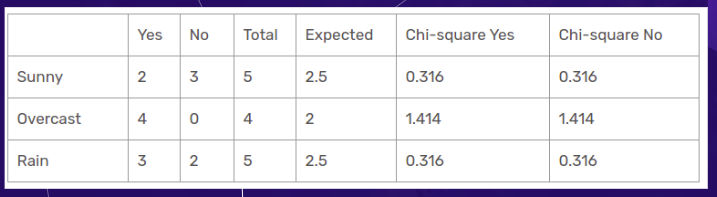 Yes No Total Expected Chi-square Yes Chi-square No
Sunny 2 3 5 2.5 0.316 0.316
Overcast 4 0 4 2 1.414 1.414
Rain 3 2 5 2.5 0.316 0.316